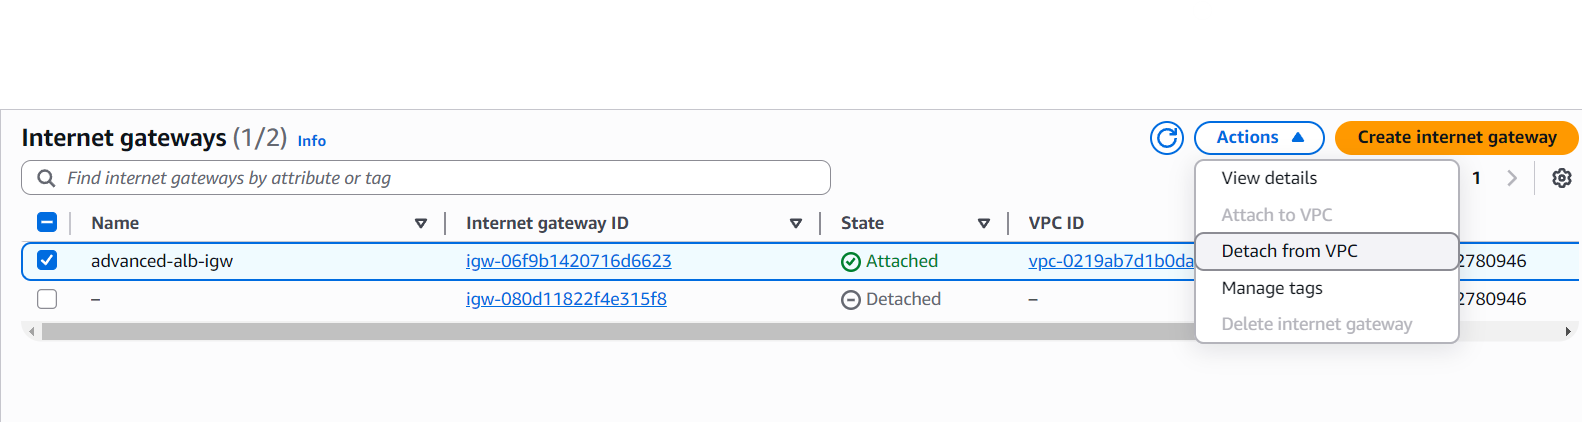 Internet gateways (1/2) Info
Actions
Create internet gateway
Find internet gateways by attribute or tag
1
View details
Attach to VPC
Detach from VPC
Manage tags
Delete internet gateway
Name Internet gateway ID State VPC ID
advanced-alb-igw igw-06f9b1420716d6623 Attached vpc-0219ab7d1b0da 2780946
– igw-080d11822f4e315f8 Detached – 2780946